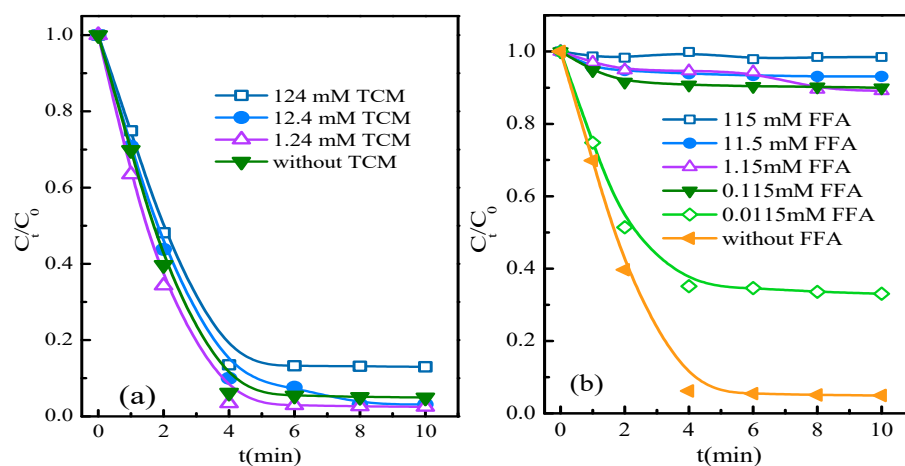 1.0
0.8
0.6
0.4
0.2
0.0
C_t/C_0
124 mM TCM
12.4 mM TCM
1.24 mM TCM
without TCM
(a)
0 2 4 6 8 10
t(min)
1.0
0.8
0.6
0.4
0.2
0.0
C_t/C_0
115 mM FFA
11.5 mM FFA
1.15mM FFA
0.115mM FFA
0.0115mM FFA
without FFA
(b)
0 2 4 6 8 10
t(min)